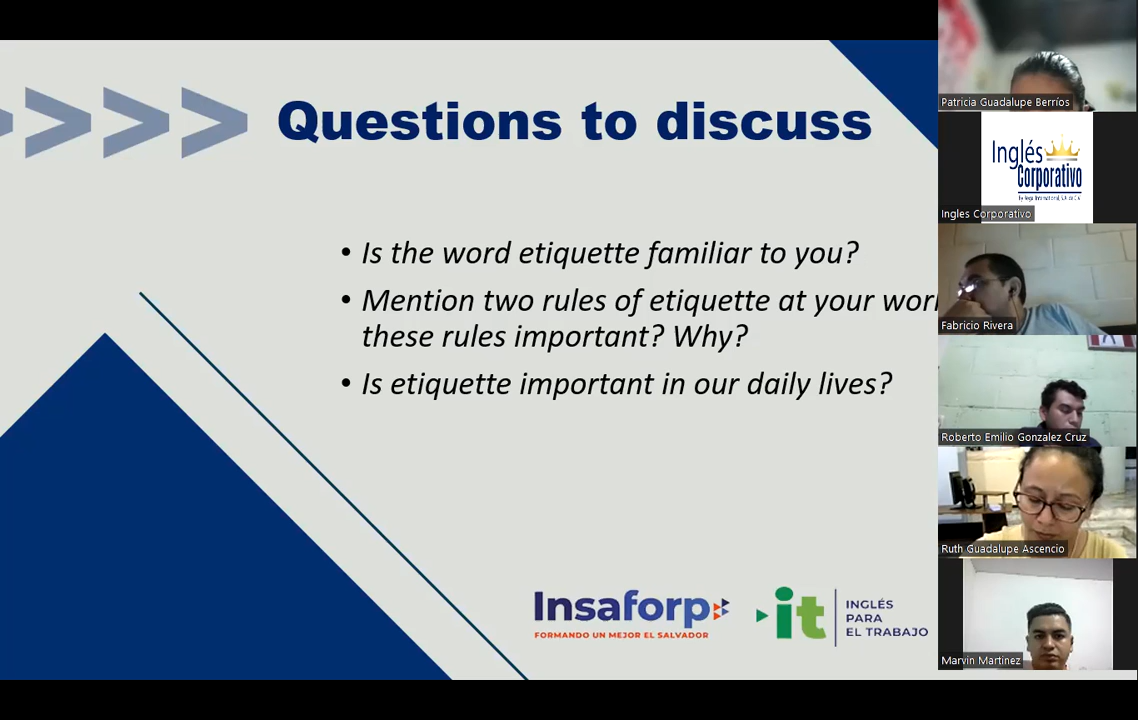 Questions to discuss
• Is the word etiquette familiar to you?
• Mention two rules of etiquette at your
these rules important? Why?
• Is etiquette important in our daily lives?
Insaforp
FORMANDO UN MEJOR EL SALVADOR
it
INGLÉS
PARA
EL TRABAJO
Patricia Guadalupe Berríos
Inglés
Corporativo
Ingles Corporativo
Fabricio Rivera
Roberto Emilio Gonzalez Cruz
Ruth Guadalupe Ascencio
Marvin Martinez